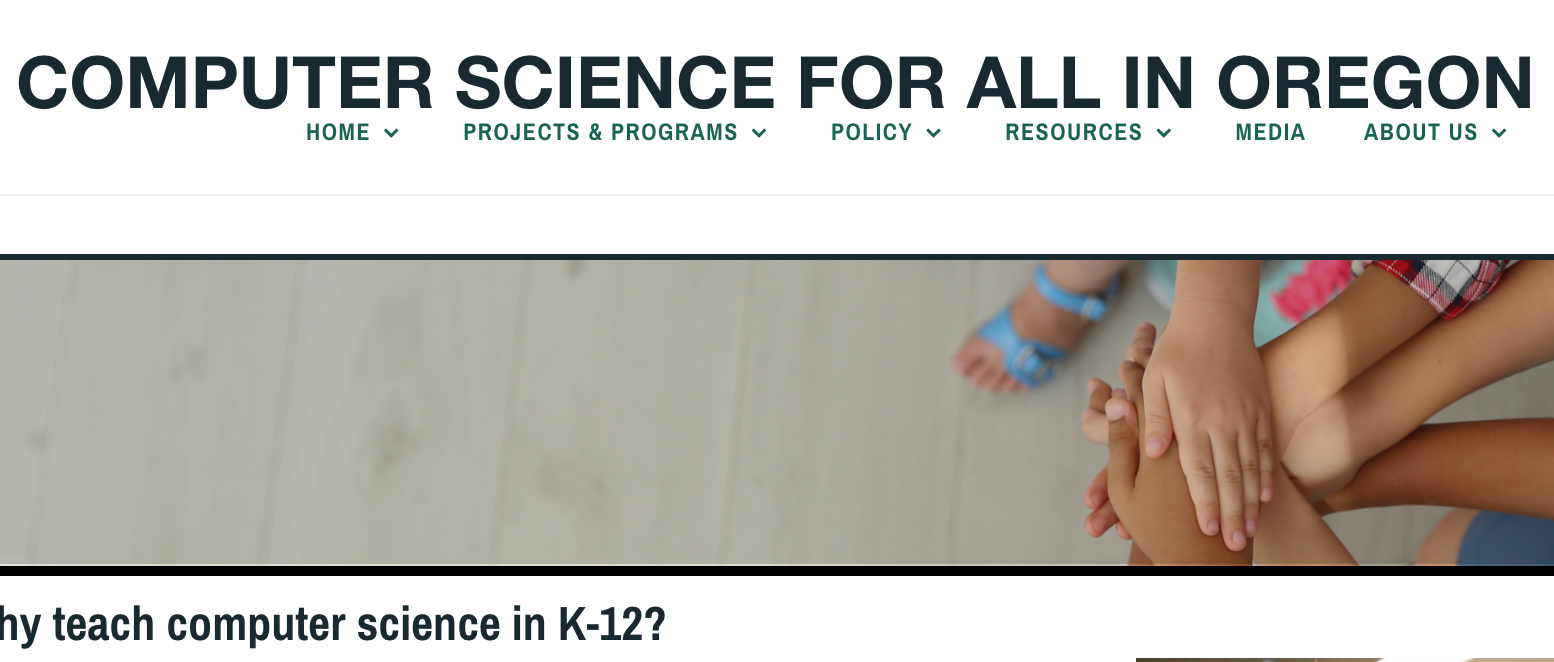 COMPUTER SCIENCE FOR ALL IN OREGON
HOME PROJECTS & PROGRAMS POLICY RESOURCES MEDIA ABOUT US
hy teach computer science in K-12?